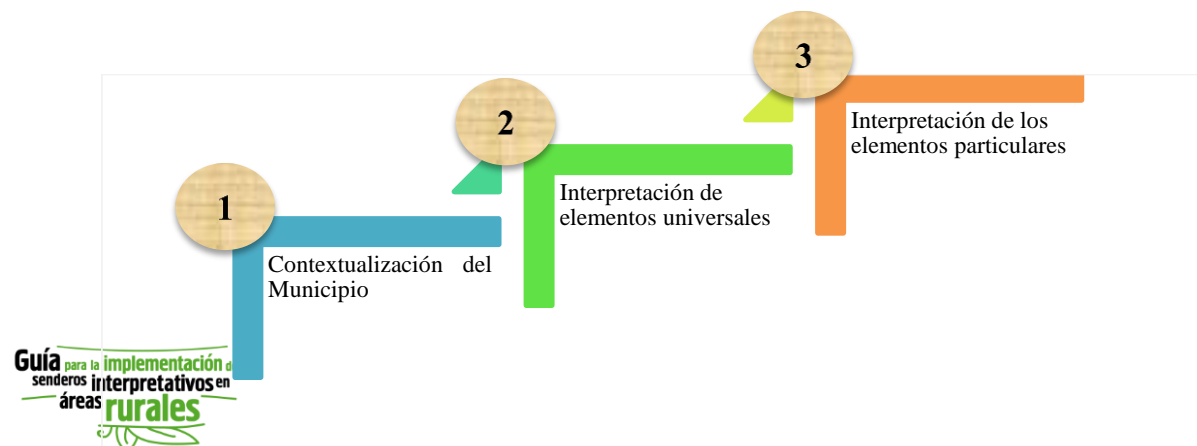 3
Interpretación de los
elementos particulares
2
Interpretación de
elementos universales
1
Contextualización del
Municipio
Guía para la implementación d
senderos interpretativos en
áreas rurales